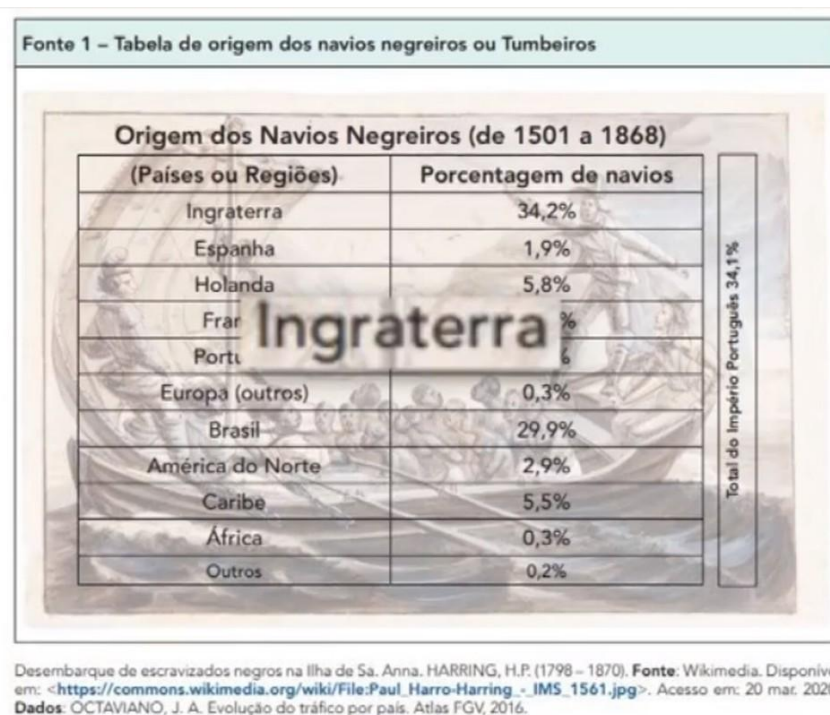 Fonte 1 – Tabela de origem dos navios negreiros ou Tumbeiros
Origem dos Navios Negreiros (de 1501 a 1868)
(Países ou Regiões) Porcentagem de navios
Ingraterra 34,2%
Espanha 1,9%
Holanda 5,8%
Ingraterra
Europa (outros) 0,3%
Brasil 29,9%
América do Norte 2,9%
Caribe 5,5%
África 0,3%
Outros 0,2%
Total do Império Português 34,1%
Desembarque de escravizados negros na Ilha de Sa. Anna. HARRING, H.P. (1798 – 1870). Fonte: Wikimedia.
em: <https://commons.wikimedia.org/wiki/File:Paul_Harro-Harring_-_IMS_1561.jpg>. Acesso em: 20 mar.
Dados: OCTAVIANO, J. A. Evolução do tráfico por país. Atlas FGV, 2016.